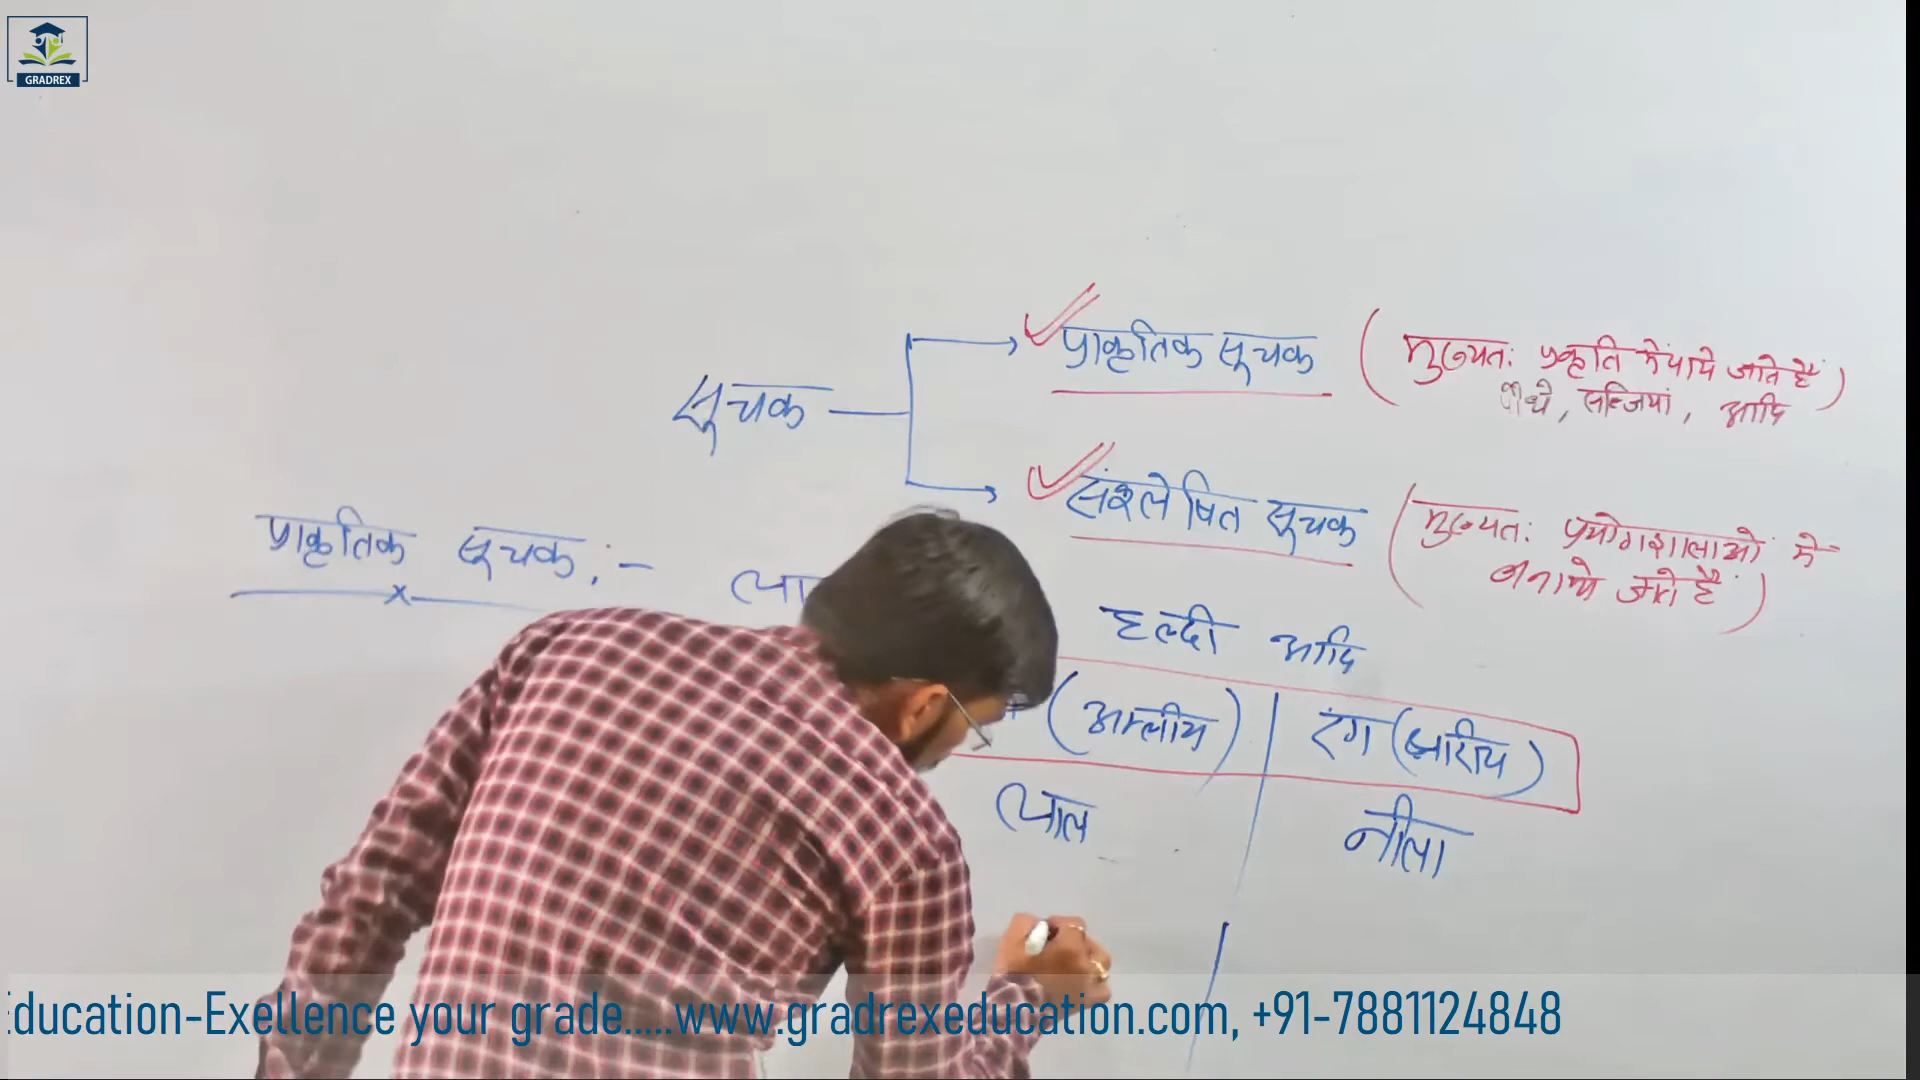 GRADREX
प्राकृतिक सूचक (मुख्यत: प्रकृति में पाये जाते हैं)
पौधे, सब्जियां, आदि
सूचक
संश्लेषित सूचक (मुख्यत: प्रयोगशालाओं में
बनाये जाते हैं)
प्राकृतिक सूचक :-
हल्दी आदि
(अम्लीय) रंग (क्षारीय)
लाल नीला
Education-Exellence your grade.....www.gradrexeducation.com, +91-7881124848